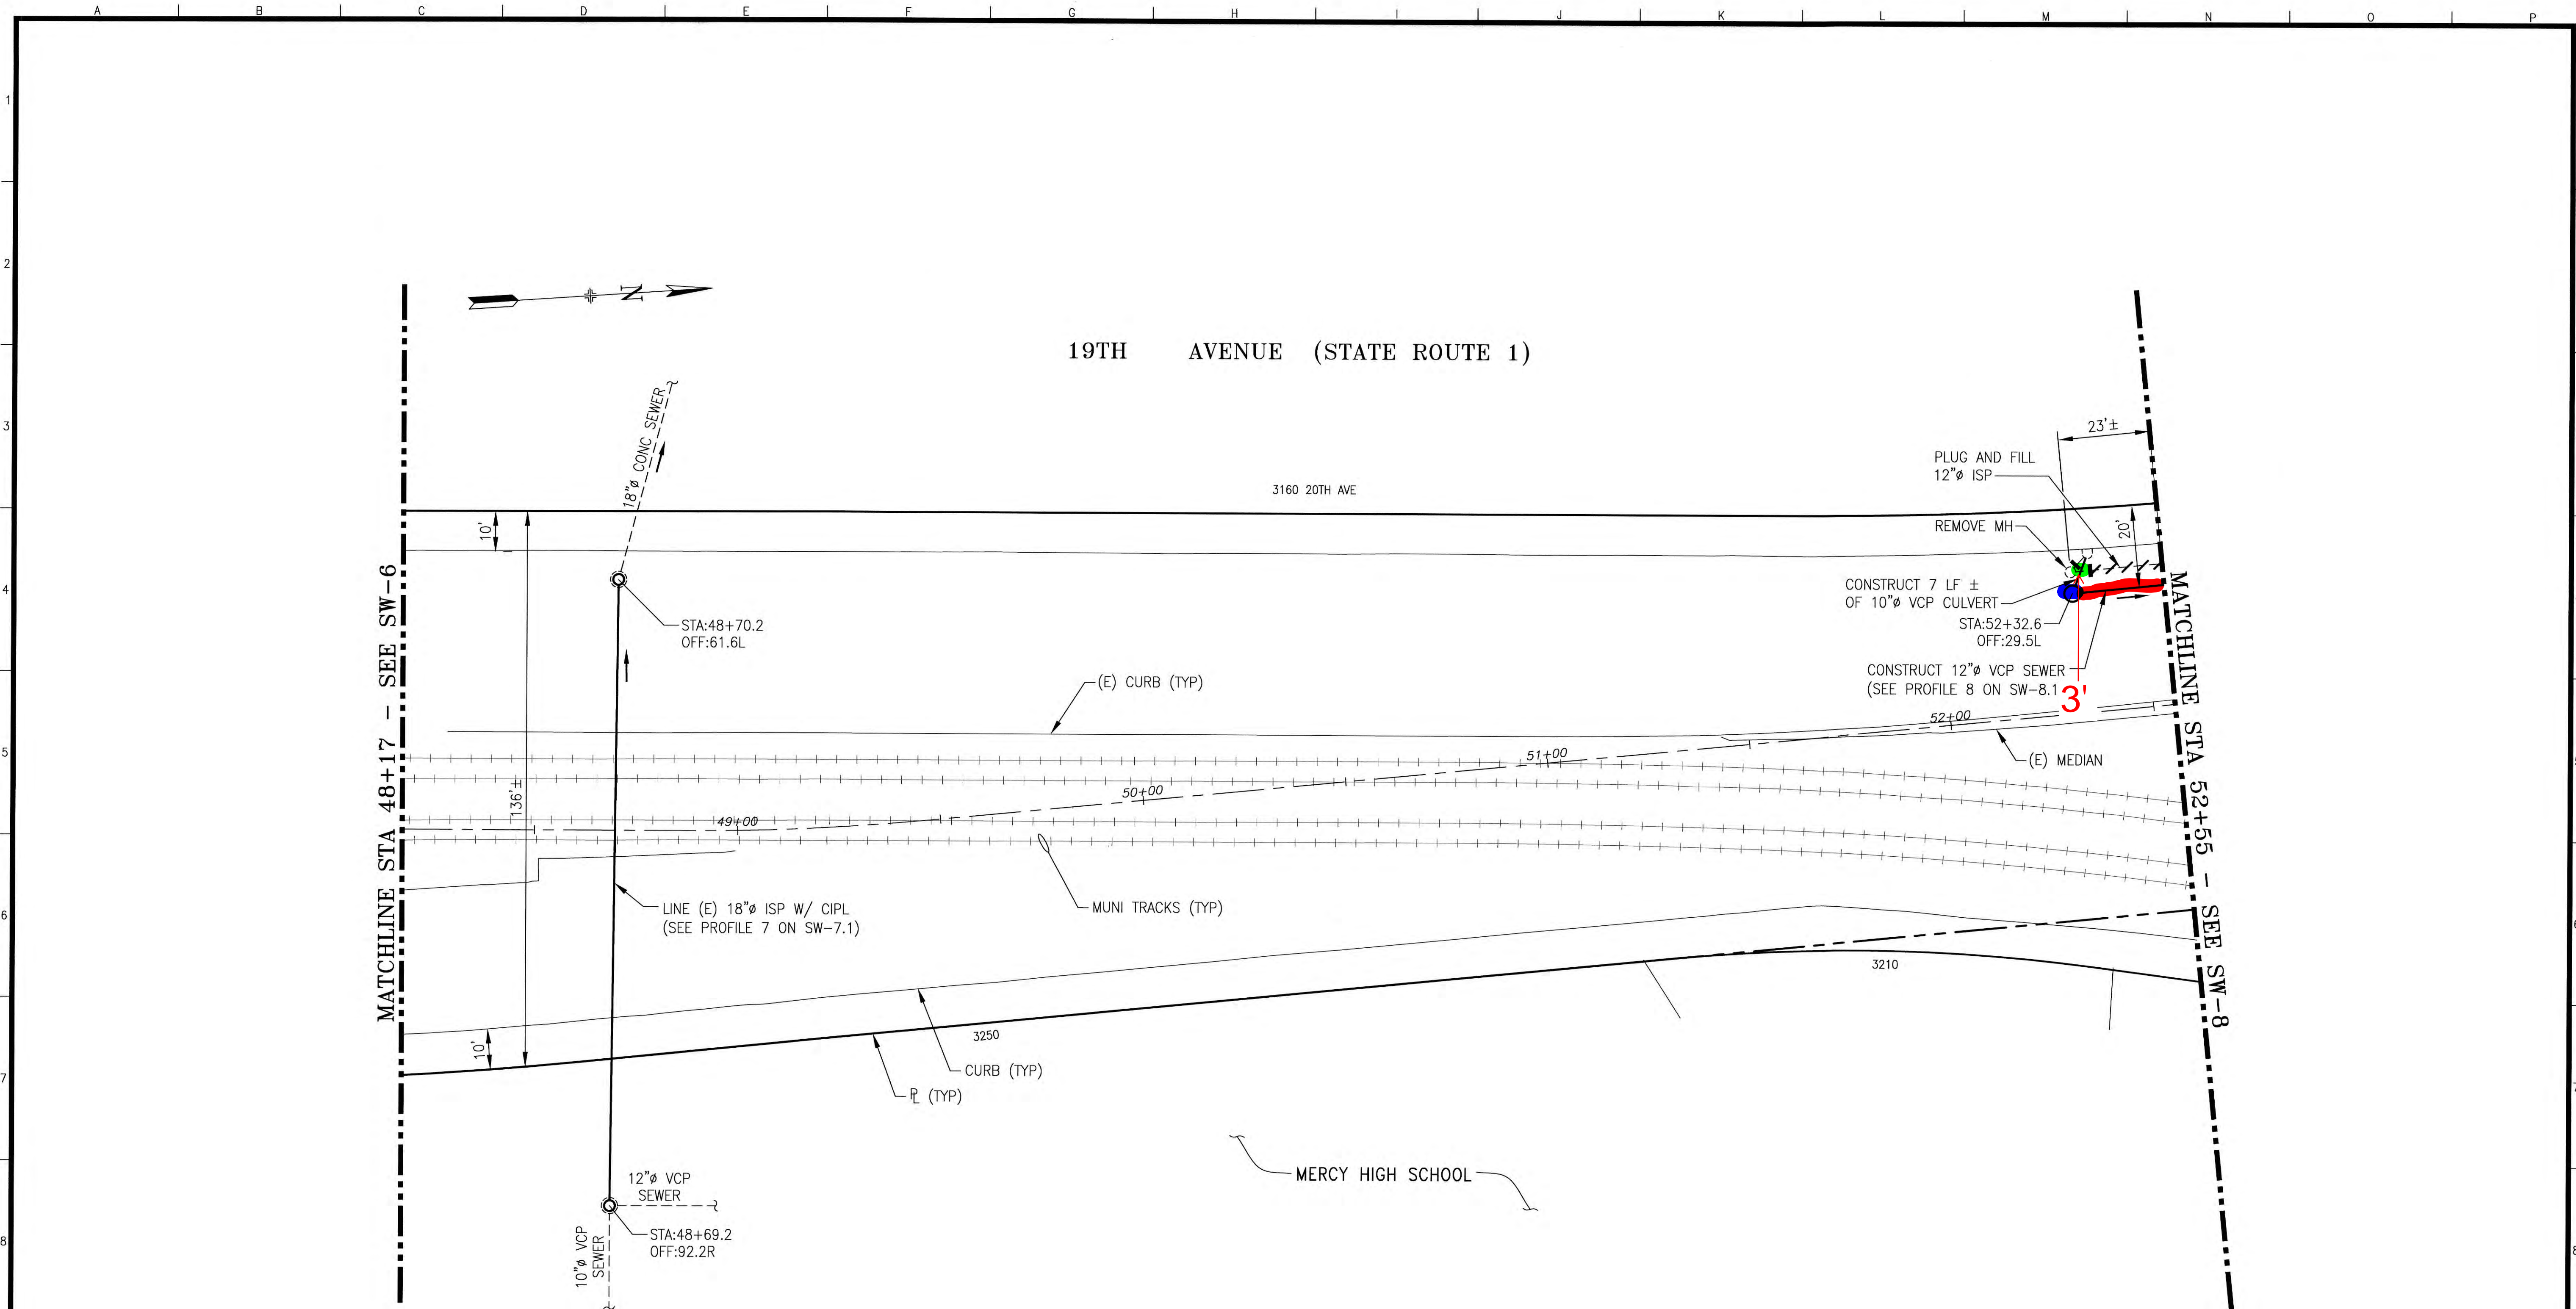 A B C D E F G H I J K L M N O P
1
2
3
4
5
6
7
8
N
19TH AVENUE (STATE ROUTE 1)
18"ø CONC SEWER
23'±
PLUG AND FILL
12"ø ISP
3160 20TH AVE
10'
20'
REMOVE MH
CONSTRUCT 7 LF ±
OF 10"ø VCP CULVERT
STA:52+32.6
OFF:29.5L
STA:48+70.2
OFF:61.6L
CONSTRUCT 12"ø VCP SEWER
(SEE PROFILE 8 ON SW-8.1
3'
(E) CURB (TYP)
52+00
51+00
50+00
49+00
(E) MEDIAN
136'±
MATCHLINE STA 48+17 - SEE SW-6
MATCHLINE STA 52+55 - SEE SW-8
LINE (E) 18"ø ISP W/ CIPL
(SEE PROFILE 7 ON SW-7.1)
MUNI TRACKS (TYP)
3210
3250
10'
CURB (TYP)
PL (TYP)
MERCY HIGH SCHOOL
12"ø VCP
SEWER
STA:48+69.2
OFF:92.2R
10"ø VCP
SEWER